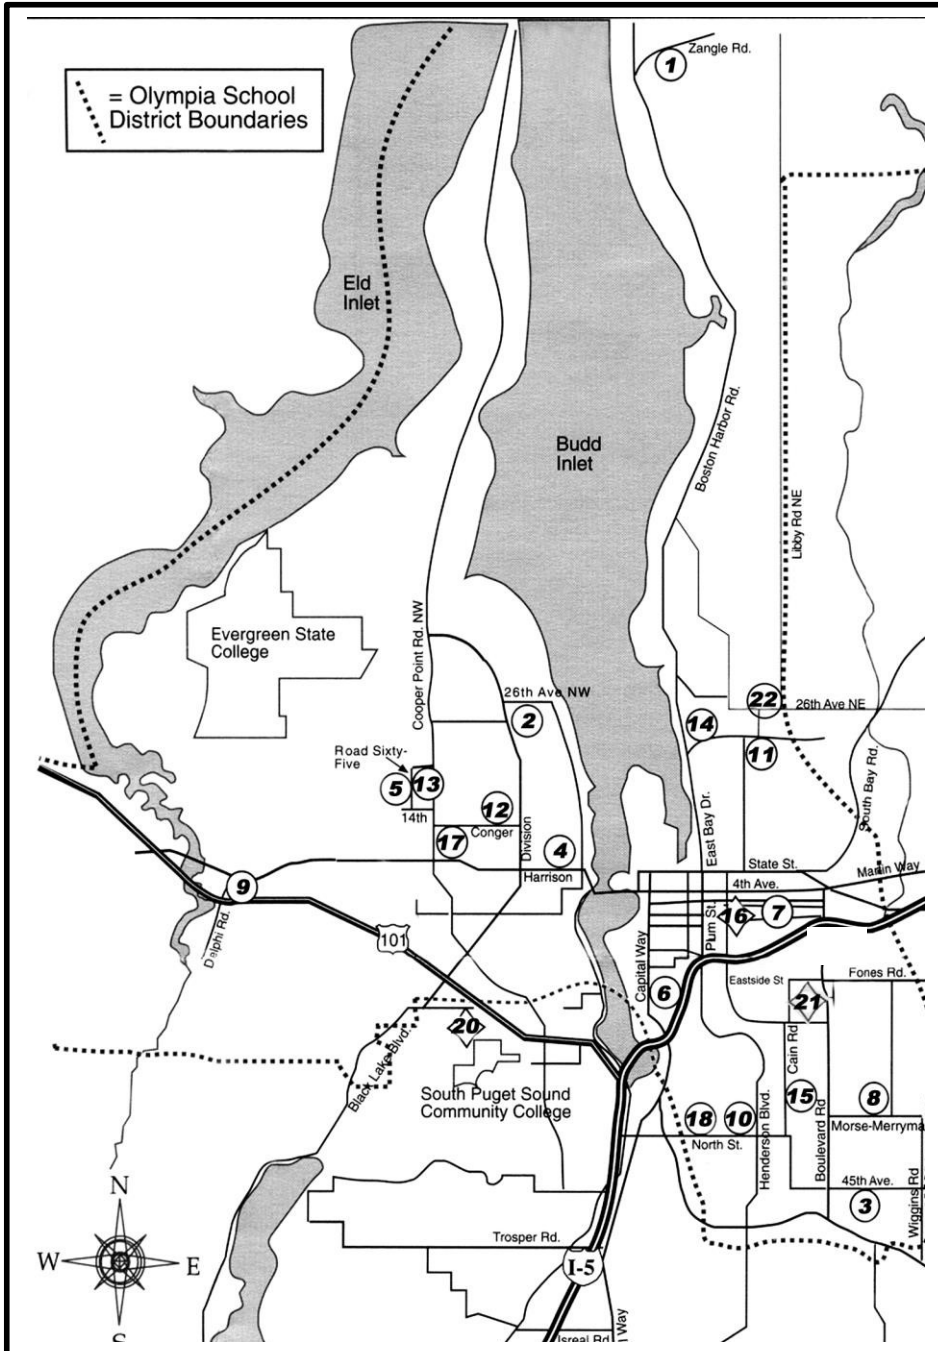 Zangle Rd.
1
= Olympia School
District Boundaries
Eld
Inlet
Budd
Inlet
Boston Harbor Rd.
Libby Rd NE
Evergreen State
College
Cooper Point Rd. NW
26th Ave NW
22
26th Ave NE
2
14
11
Road Sixty-
Five
5
13
South Bay Rd.
14th
12
Conger
17
Division
East Bay Dr.
4
Harrison
State St.
Martin Way
4th Ave.
9
16
7
Plum St.
Delphi Rd.
101
Capital Way
Eastside St
Fones Rd.
6
21
20
Black Lake Blvd.
Cain Rd
South Puget Sound
Community College
15
8
18
10
Morse-Merryma
North St.
Henderson Blvd.
Boulevard Rd
45th Ave.
3
Wiggins Rd
N
W
E
S
Trosper Rd.
I-5
Isreal Rd
l Way